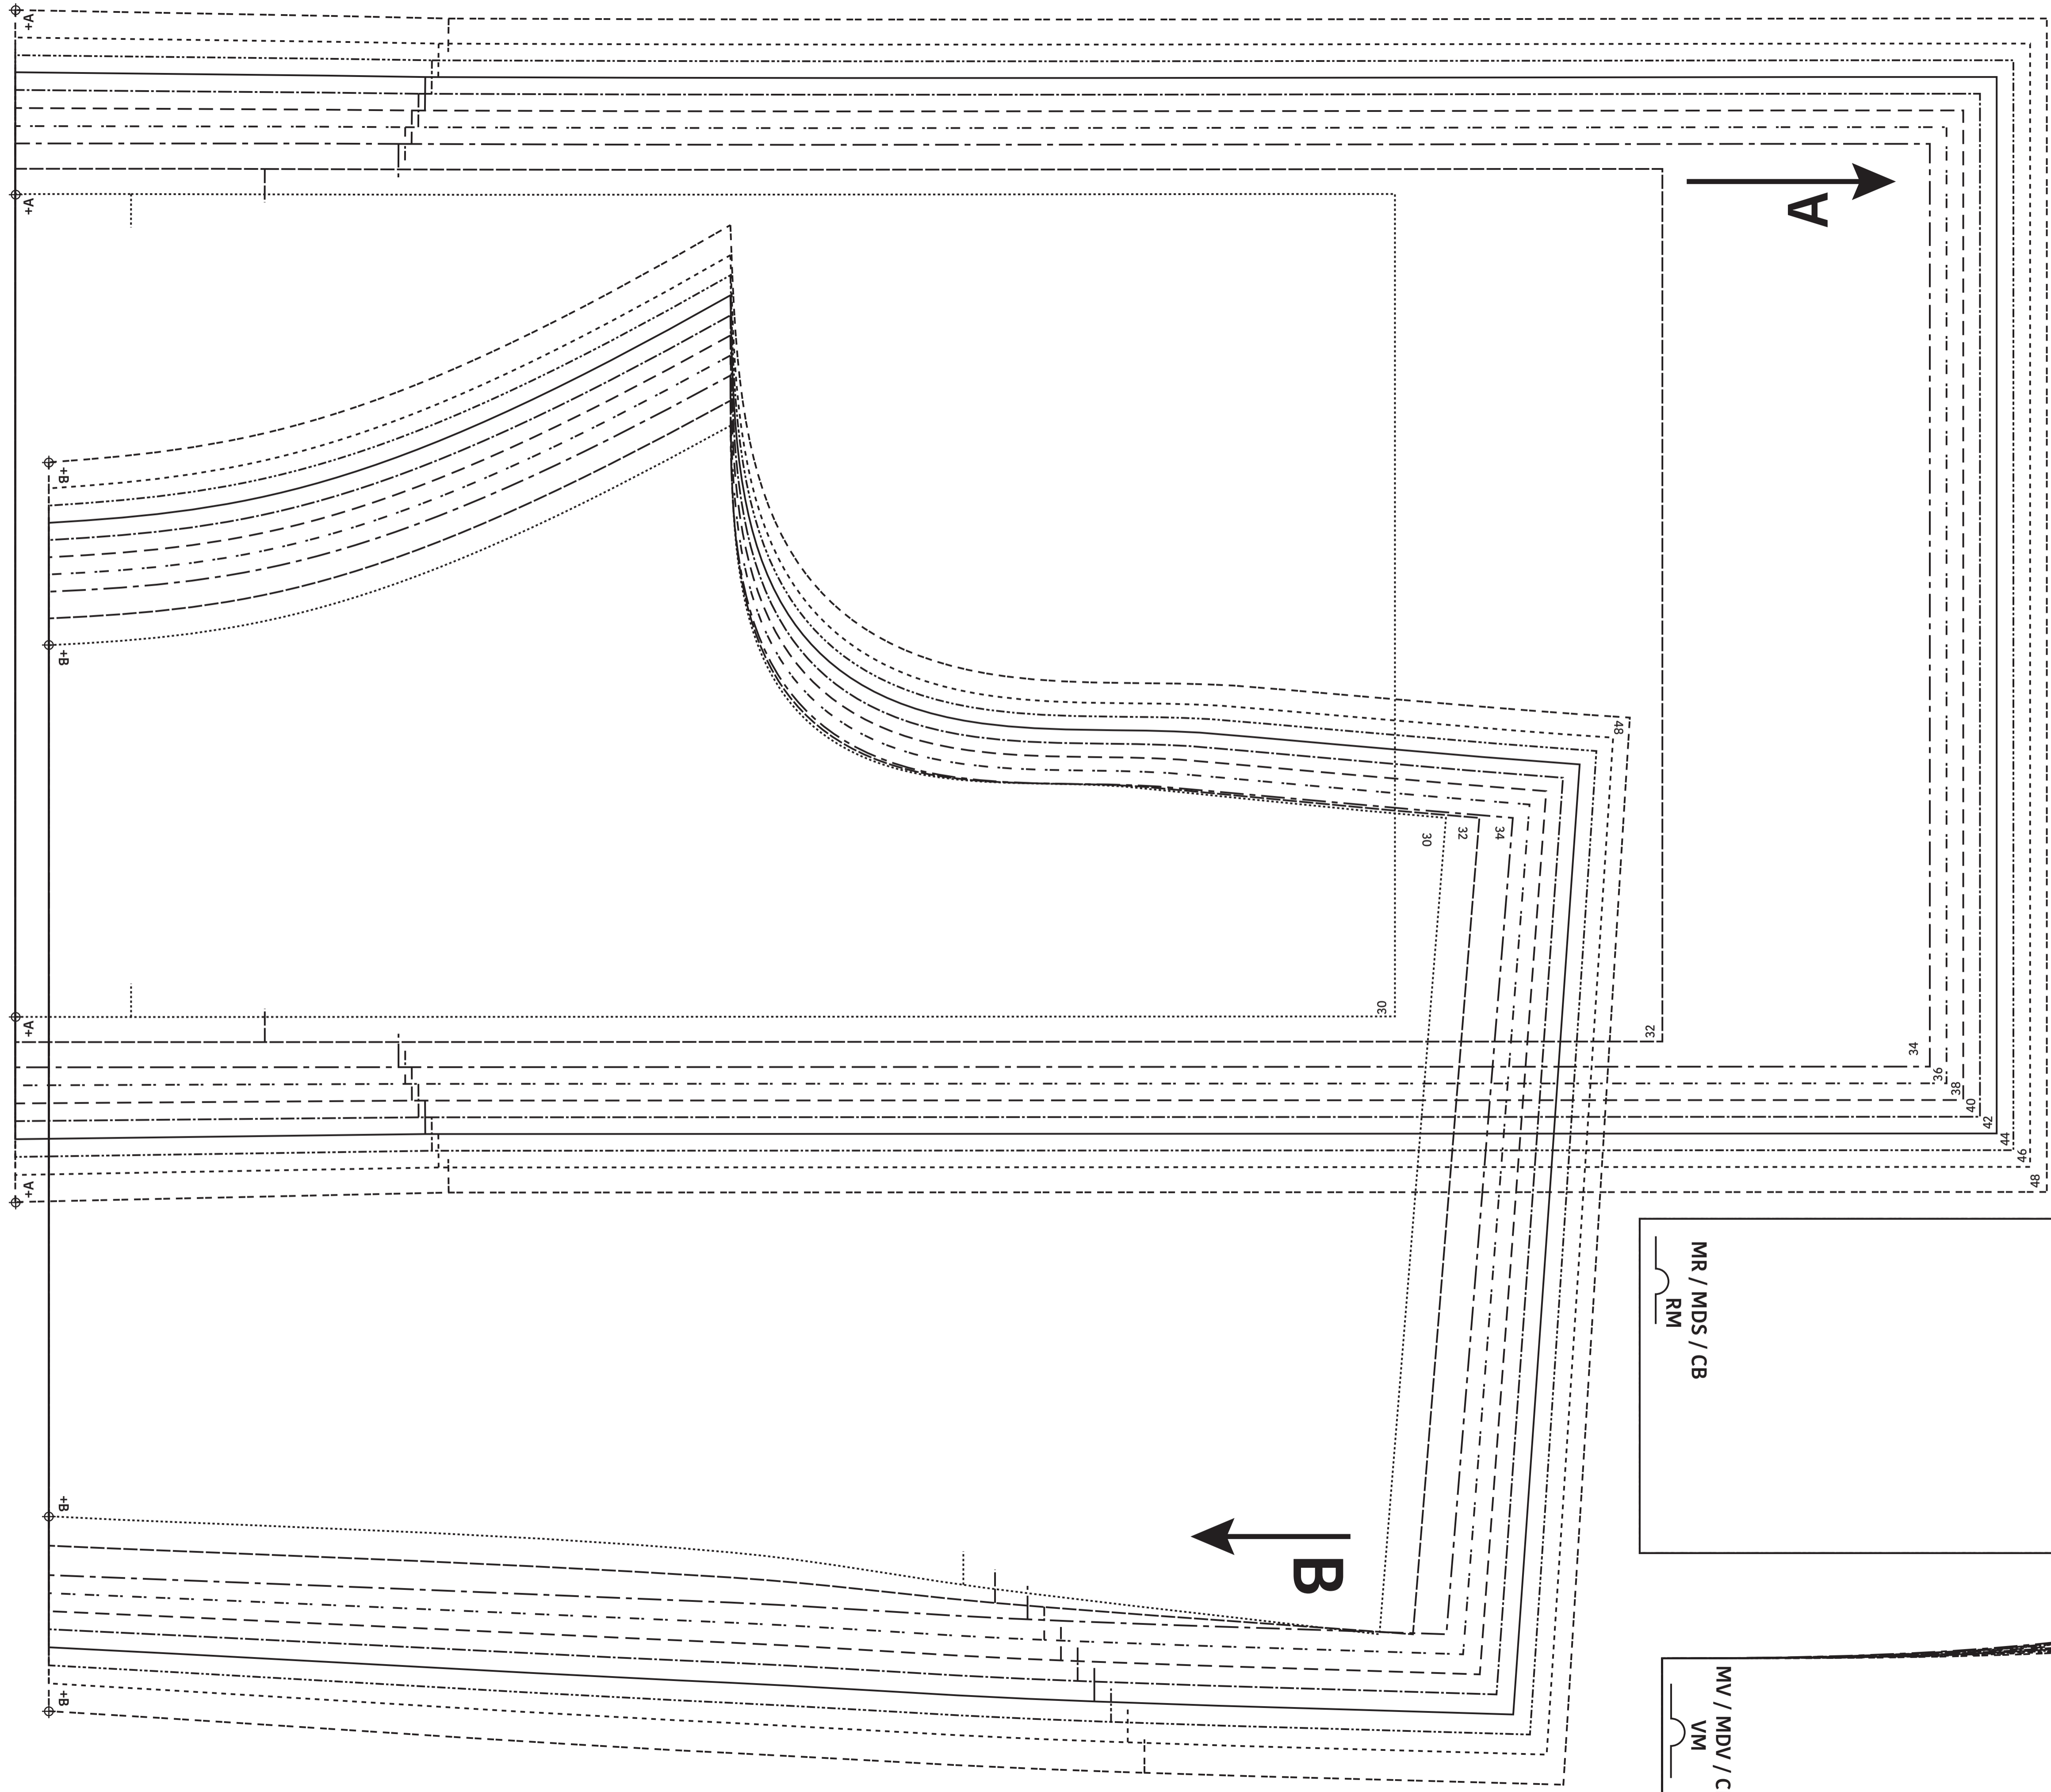 +A
+A
A
+B
48
+B
30
32
34
30
32
+A
34
36
38
40
42
44
46
48
+A
MR / MDS / CB
RM
+B
B
+B
MV / MDV / C
VM